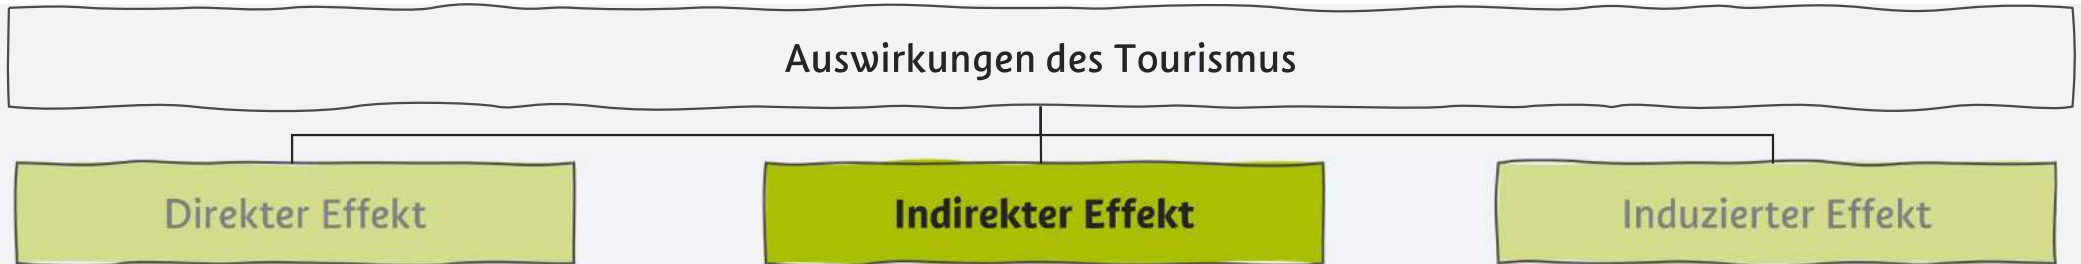 Auswirkungen des Tourismus
Direkter Effekt
Indirekter Effekt
Induzierter Effekt